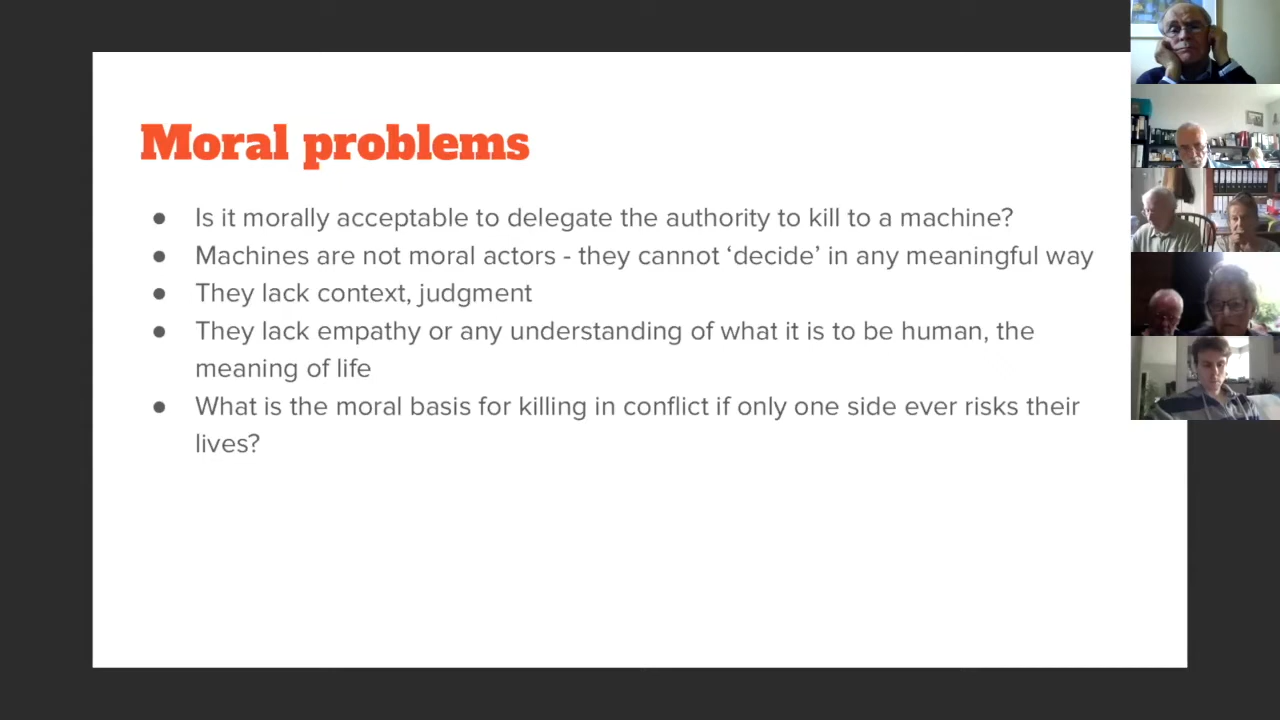 Moral problems
● Is it morally acceptable to delegate the authority to kill to a machine?
● Machines are not moral actors - they cannot ‘decide’ in any meaningful way
● They lack context, judgment
● They lack empathy or any understanding of what it is to be human, the
meaning of life
● What is the moral basis for killing in conflict if only one side ever risks their
lives?